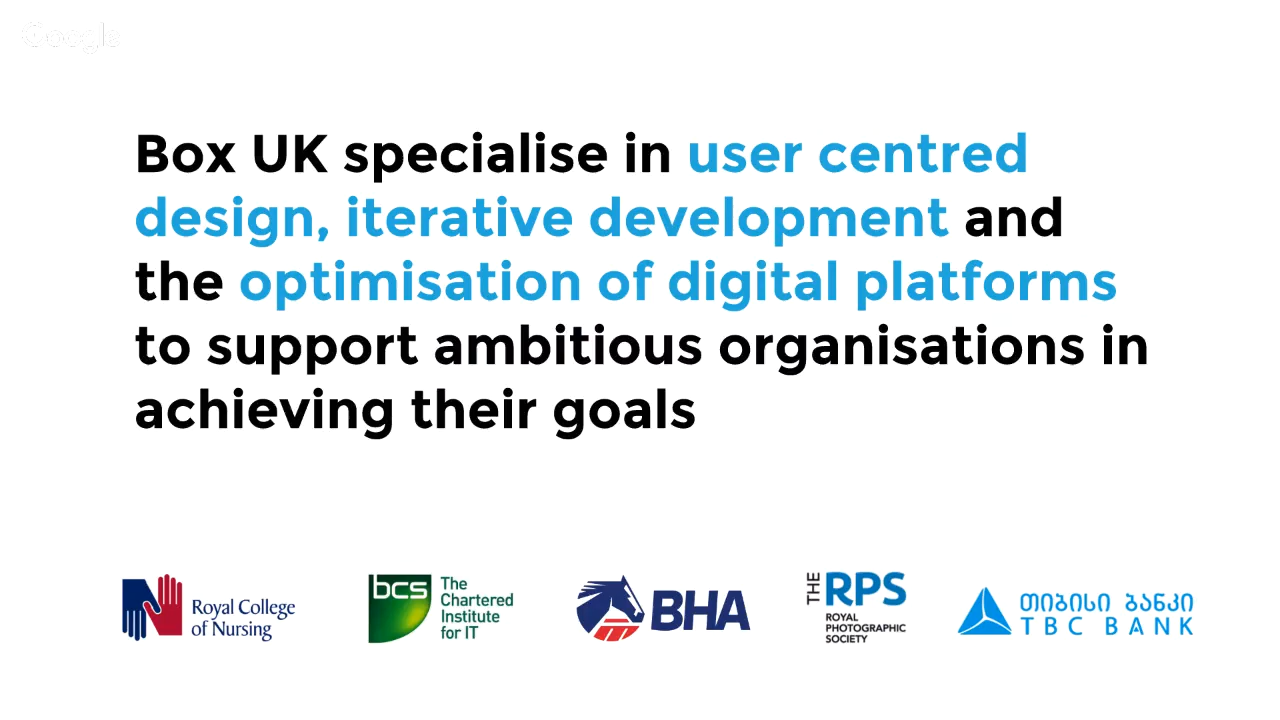 Google
Box UK specialise in user centred
design, iterative development and
the optimisation of digital platforms
to support ambitious organisations in
achieving their goals
Royal College
of Nursing
bcs
The
Chartered
Institute
for IT
BHA
THE RPS
ROYAL
PHOTOGRAPHIC
SOCIETY
თიბისი ბანკი
TBC BANK